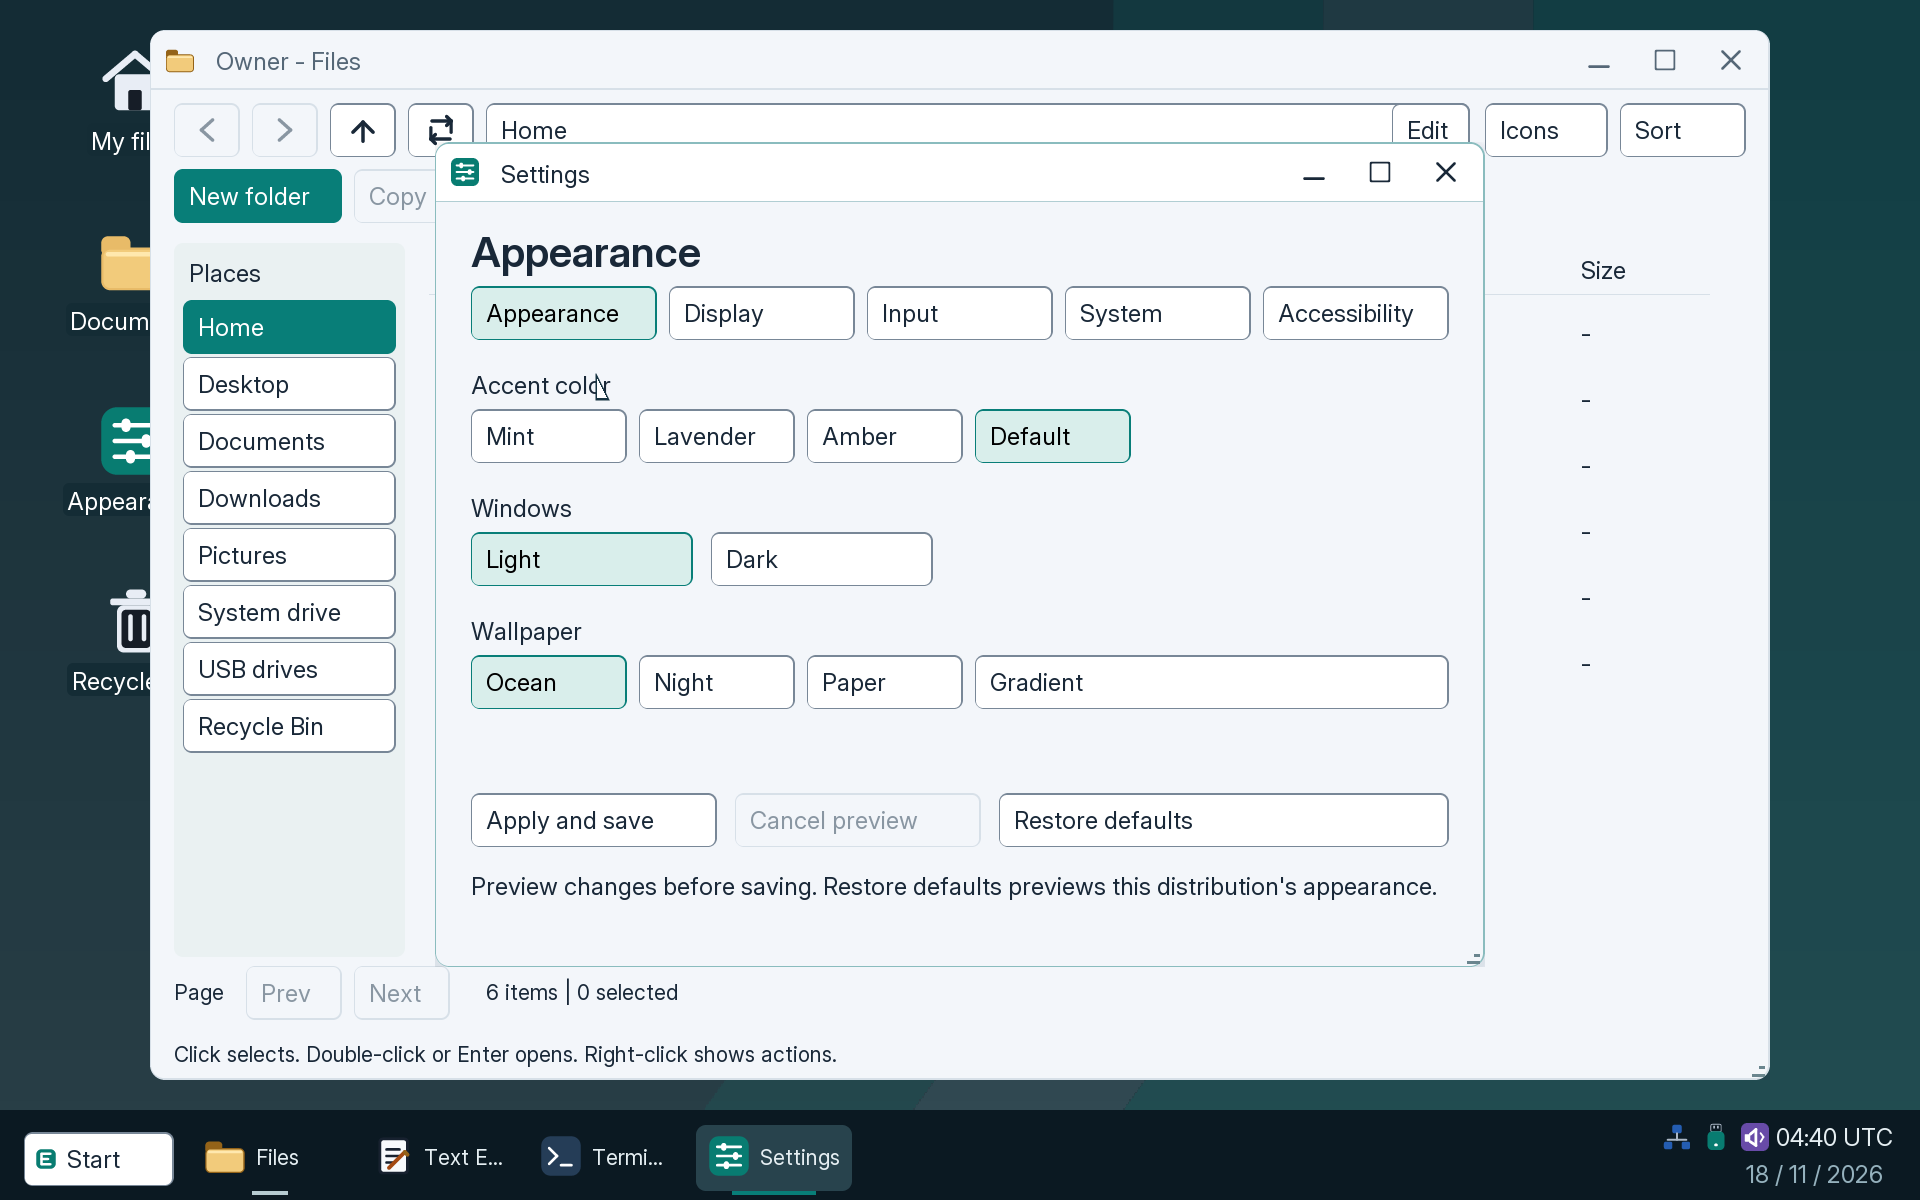 My fil
Docum
Appeara
Recycle
Owner - Files
Home
Edit
Icons
Sort
New folder
Copy
Places
Home
Desktop
Documents
Downloads
Pictures
System drive
USB drives
Recycle Bin
Size
-
-
-
-
-
-
Settings
Appearance
Appearance
Display
Input
System
Accessibility
Accent color
Mint
Lavender
Amber
Default
Windows
Light
Dark
Wallpaper
Ocean
Night
Paper
Gradient
Apply and save
Cancel preview
Restore defaults
Preview changes before saving. Restore defaults previews this distribution's appearance.
Page
Prev
Next
6 items | 0 selected
Click selects. Double-click or Enter opens. Right-click shows actions.
E Start
Files
Text E...
Termi...
Settings
04:40 UTC
18 / 11 / 2026